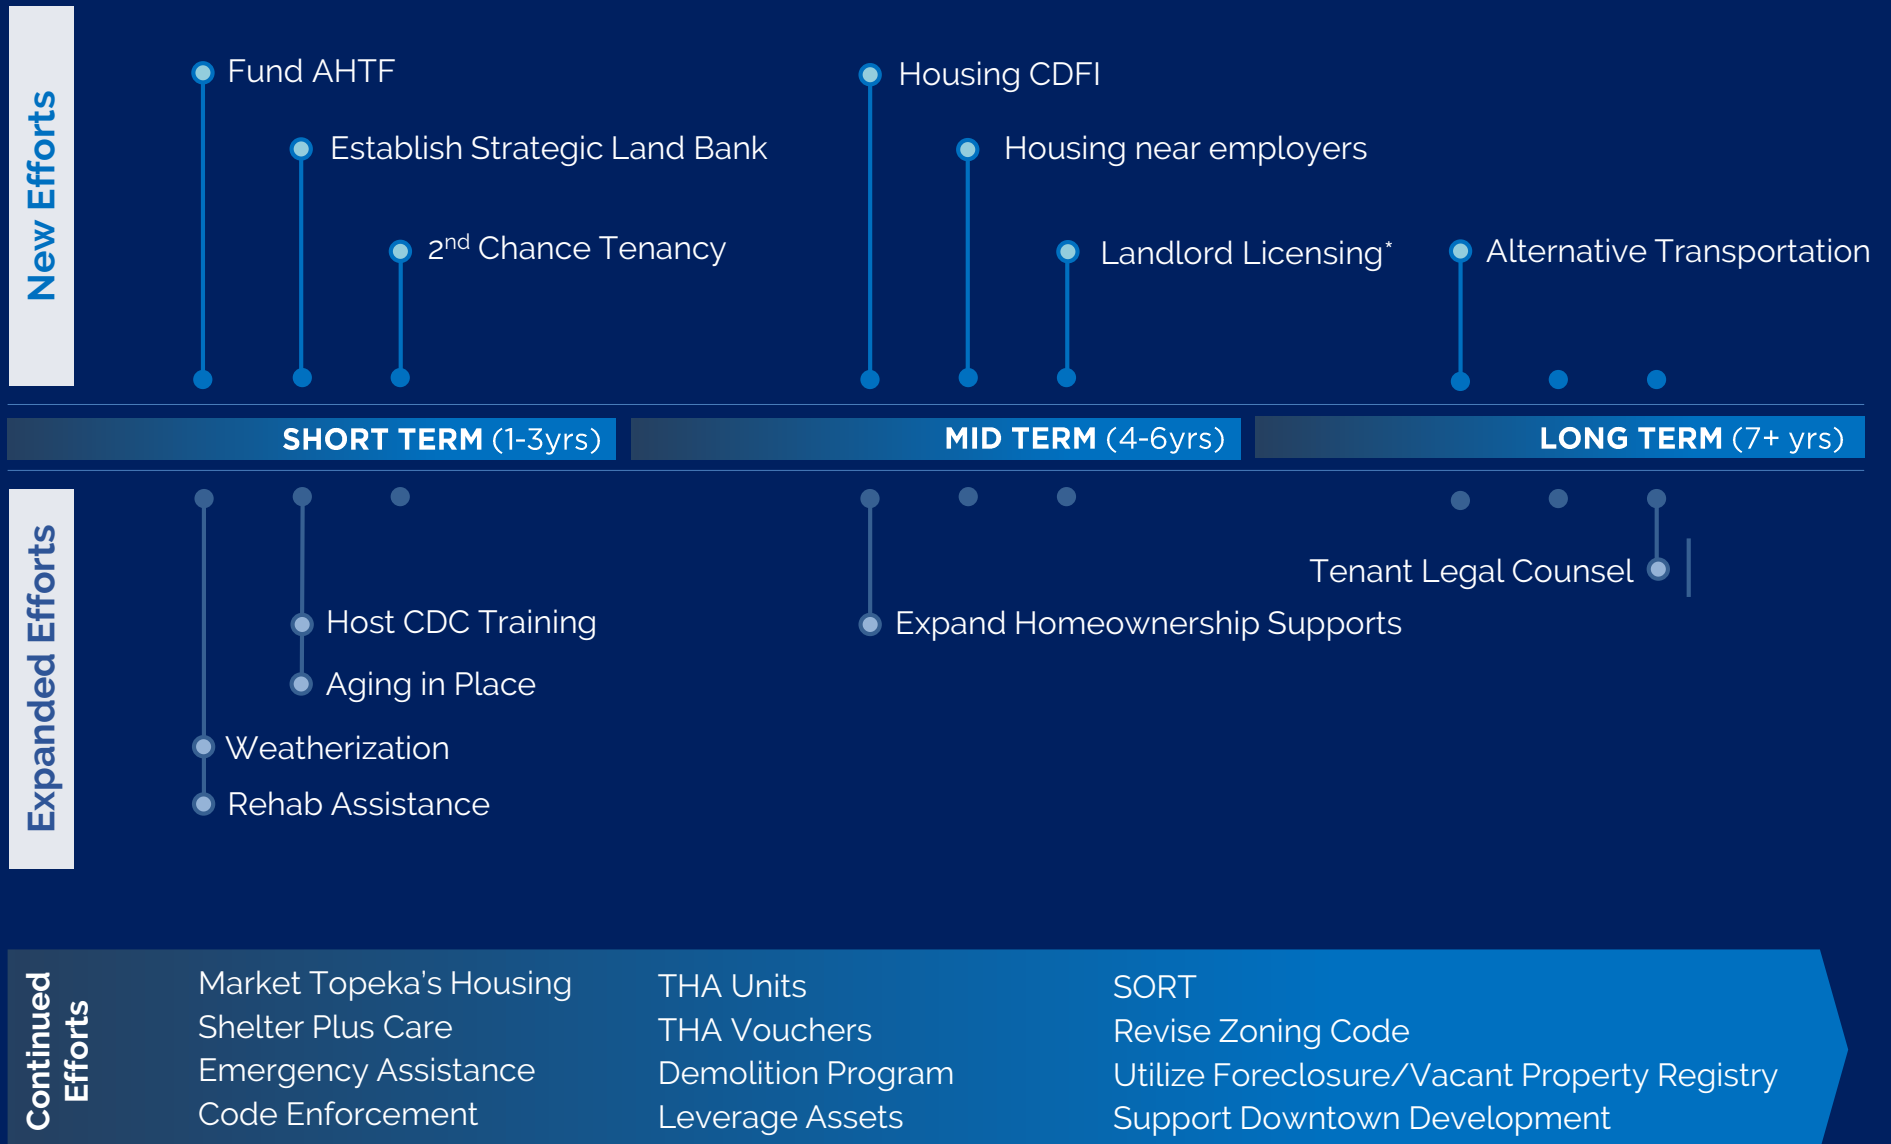 New Efforts
Fund AHTF
Establish Strategic Land Bank
2nd Chance Tenancy
Housing CDFI
Housing near employers
Landlord Licensing*
Alternative Transportation
SHORT TERM (1-3yrs)
MID TERM (4-6yrs)
LONG TERM (7+ yrs)
Expanded Efforts
Host CDC Training
Aging in Place
Weatherization
Rehab Assistance
Expand Homeownership Supports
Tenant Legal Counsel
Continued
Efforts
Market Topeka's Housing
Shelter Plus Care
Emergency Assistance
Code Enforcement
THA Units
THA Vouchers
Demolition Program
Leverage Assets
SORT
Revise Zoning Code
Utilize Foreclosure/Vacant Property Registry
Support Downtown Development